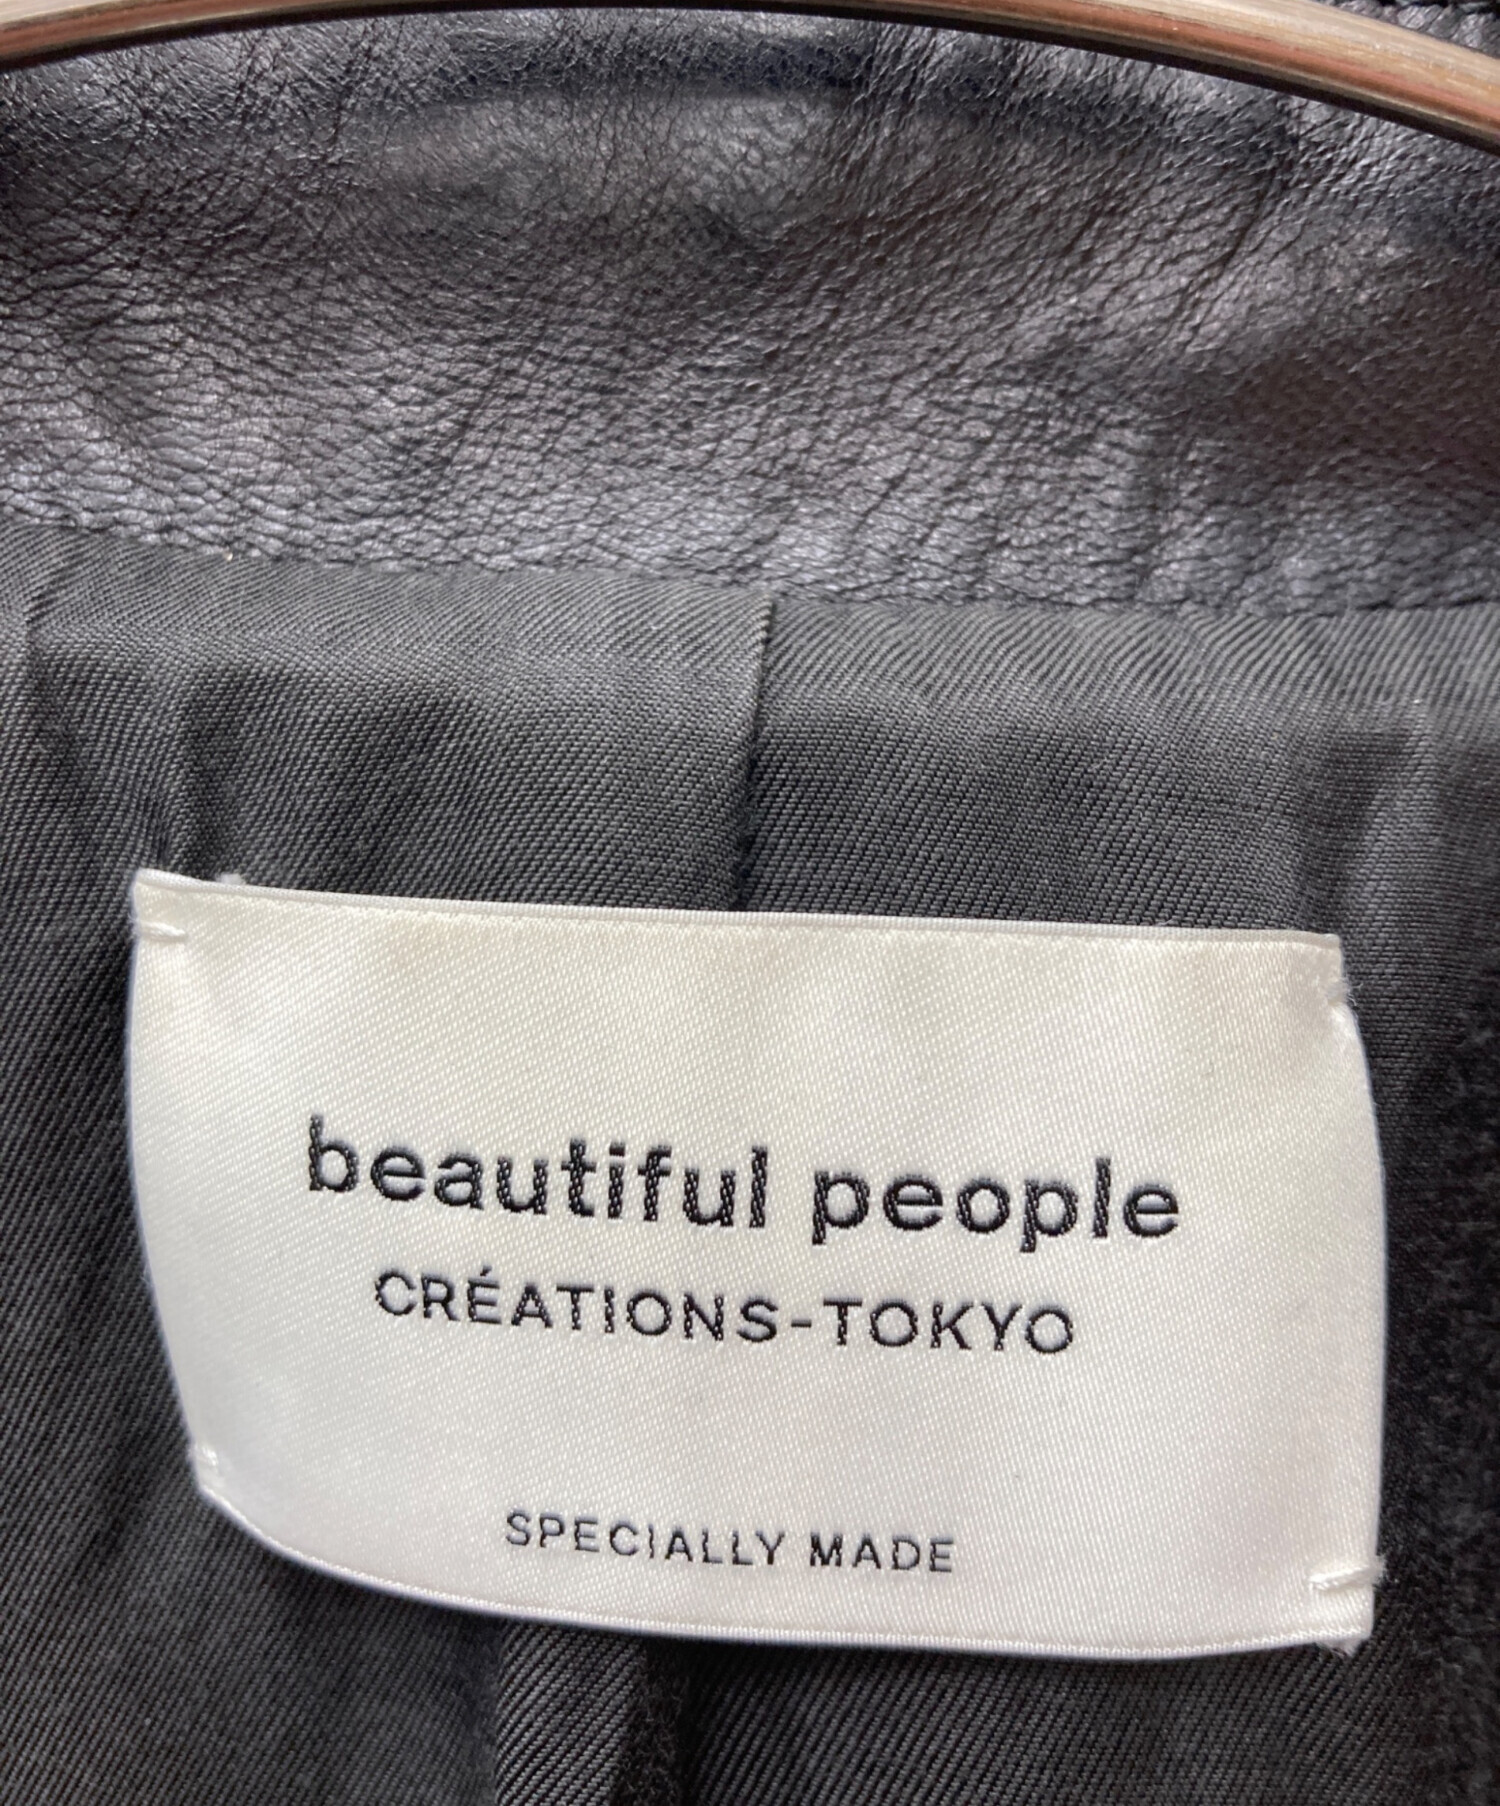 beautiful people
CRÉATIONS-TOKYO
SPECIALLY MADE